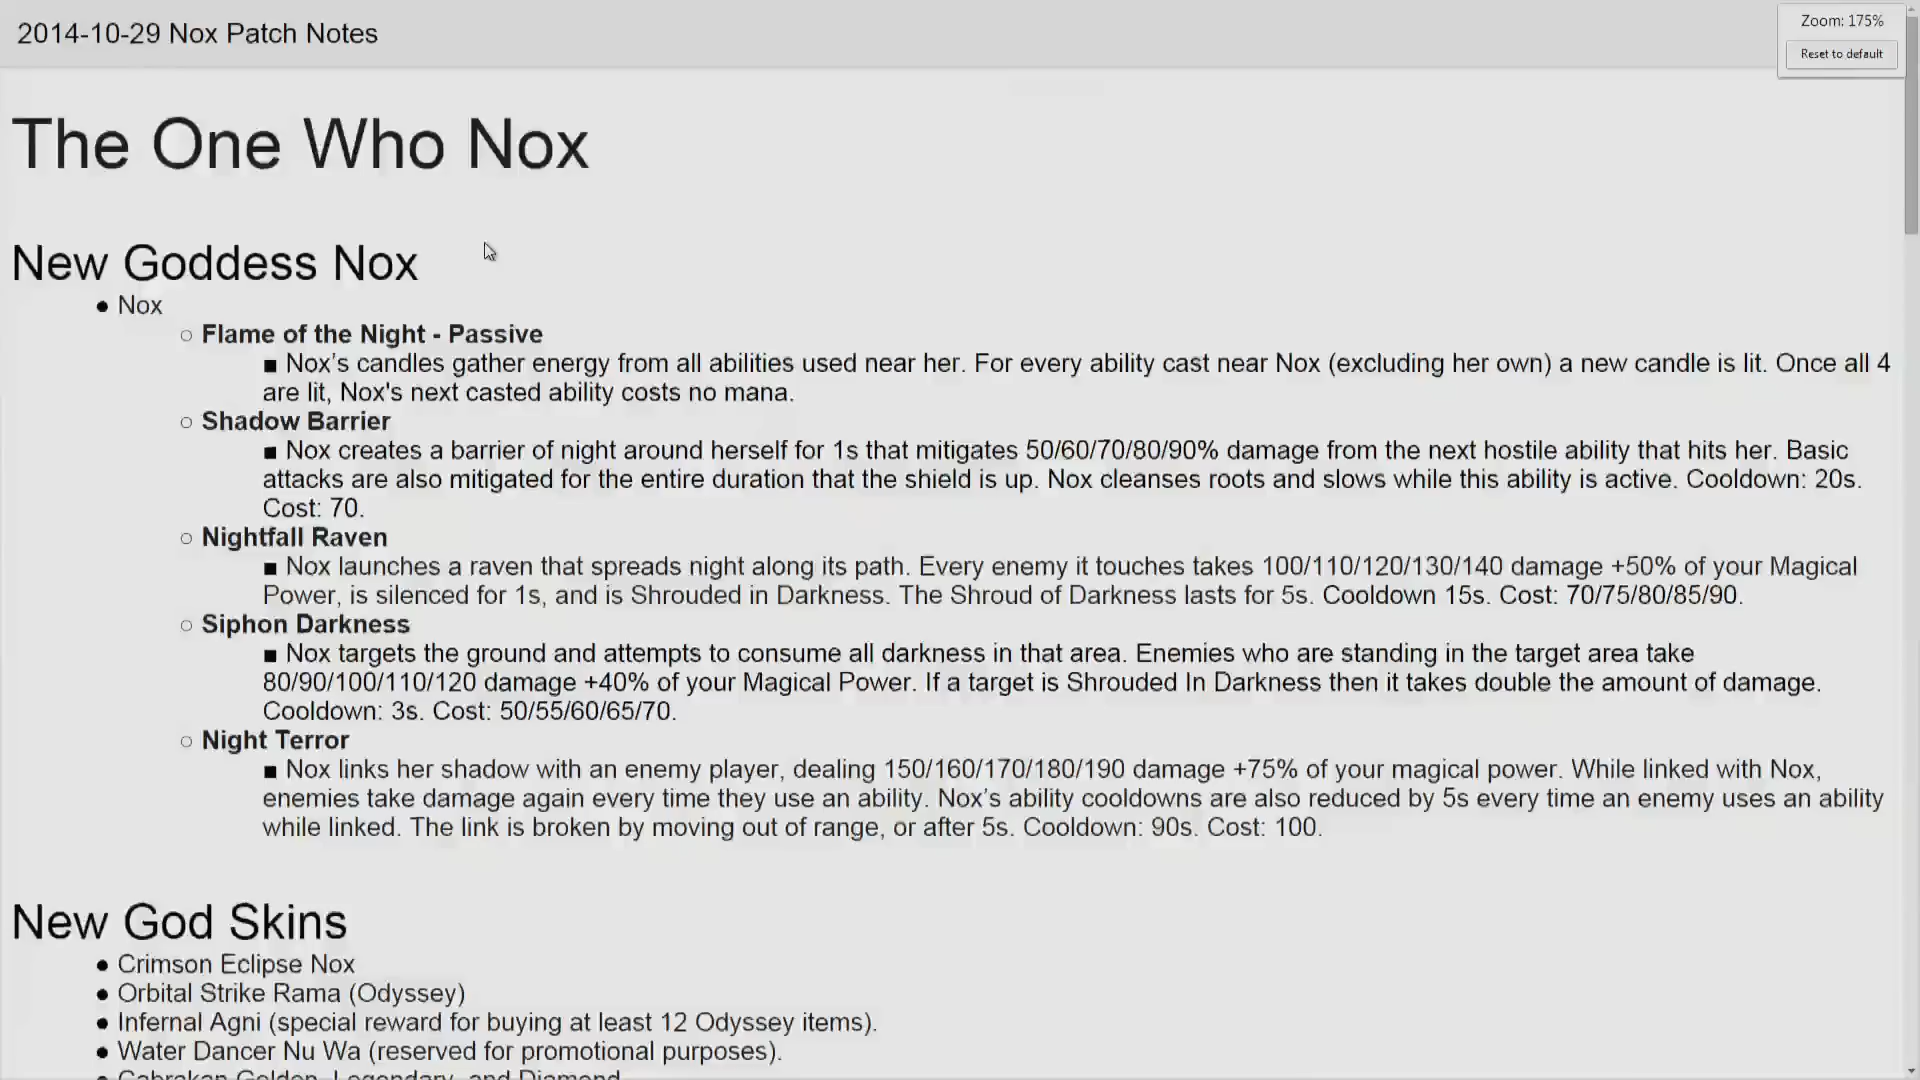 2014-10-29 Nox Patch Notes
Zoom: 175%
Reset to default
The One Who Nox
New Goddess Nox
● Nox
○ Flame of the Night - Passive
■ Nox’s candles gather energy from all abilities used near her. For every ability cast near Nox (excluding her own) a new candle is lit. Once all 4
are lit, Nox's next casted ability costs no mana.
○ Shadow Barrier
■ Nox creates a barrier of night around herself for 1s that mitigates 50/60/70/80/90% damage from the next hostile ability that hits her. Basic
attacks are also mitigated for the entire duration that the shield is up. Nox cleanses roots and slows while this ability is active. Cooldown: 20s.
Cost: 70.
○ Nightfall Raven
■ Nox launches a raven that spreads night along its path. Every enemy it touches takes 100/110/120/130/140 damage +50% of your Magical
Power, is silenced for 1s, and is Shrouded in Darkness. The Shroud of Darkness lasts for 5s. Cooldown 15s. Cost: 70/75/80/85/90.
○ Siphon Darkness
■ Nox targets the ground and attempts to consume all darkness in that area. Enemies who are standing in the target area take
80/90/100/110/120 damage +40% of your Magical Power. If a target is Shrouded In Darkness then it takes double the amount of damage.
Cooldown: 3s. Cost: 50/55/60/65/70.
○ Night Terror
■ Nox links her shadow with an enemy player, dealing 150/160/170/180/190 damage +75% of your magical power. While linked with Nox,
enemies take damage again every time they use an ability. Nox’s ability cooldowns are also reduced by 5s every time an enemy uses an ability
while linked. The link is broken by moving out of range, or after 5s. Cooldown: 90s. Cost: 100.
New God Skins
● Crimson Eclipse Nox
● Orbital Strike Rama (Odyssey)
● Infernal Agni (special reward for buying at least 12 Odyssey items).
● Water Dancer Nu Wa (reserved for promotional purposes).
● Cabrakan Golden, Legendary, and Diamond